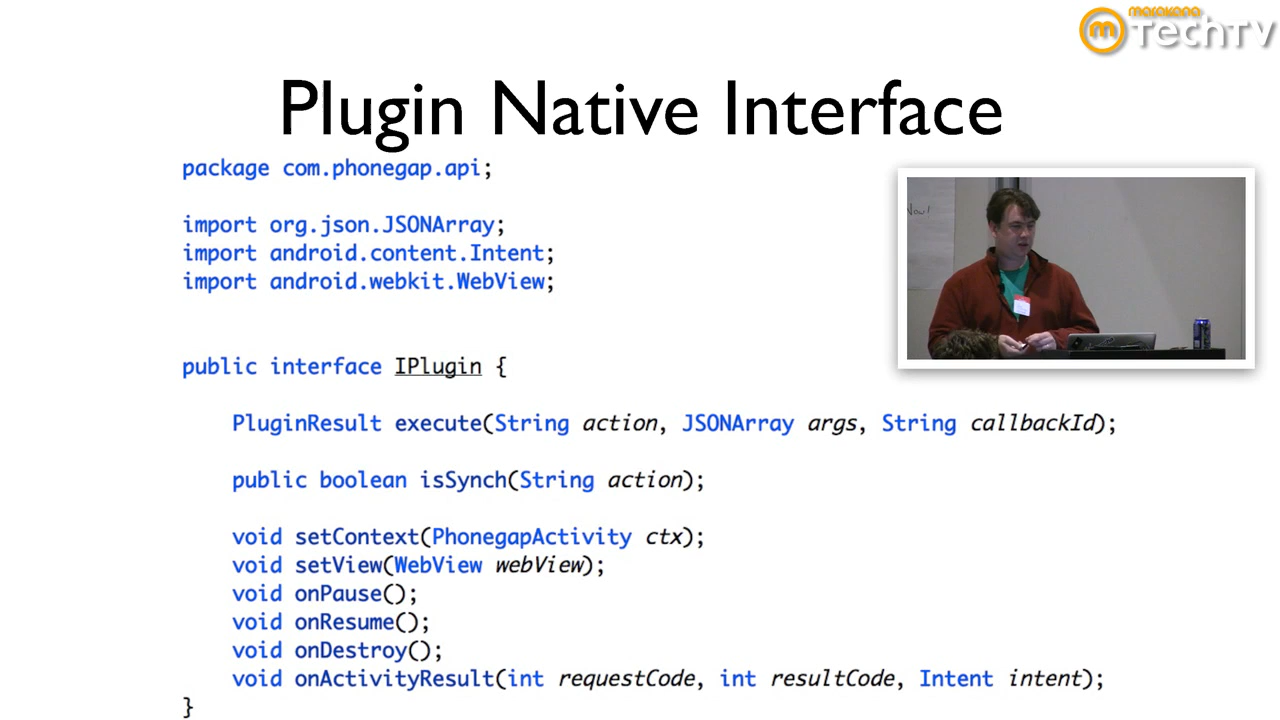 marakana
TechTV
Plugin Native Interface
package com.phonegap.api;
import org.json.JSONArray;
import android.content.Intent;
import android.webkit.WebView;
Now!
public interface IPlugin {
PluginResult execute(String action, JSONArray args, String callbackId);
public boolean isSynch(String action);
void setContext(PhonegapActivity ctx);
void setView(WebView webView);
void onPause();
void onResume();
void onDestroy();
void onActivityResult(int requestCode, int resultCode, Intent intent);
}